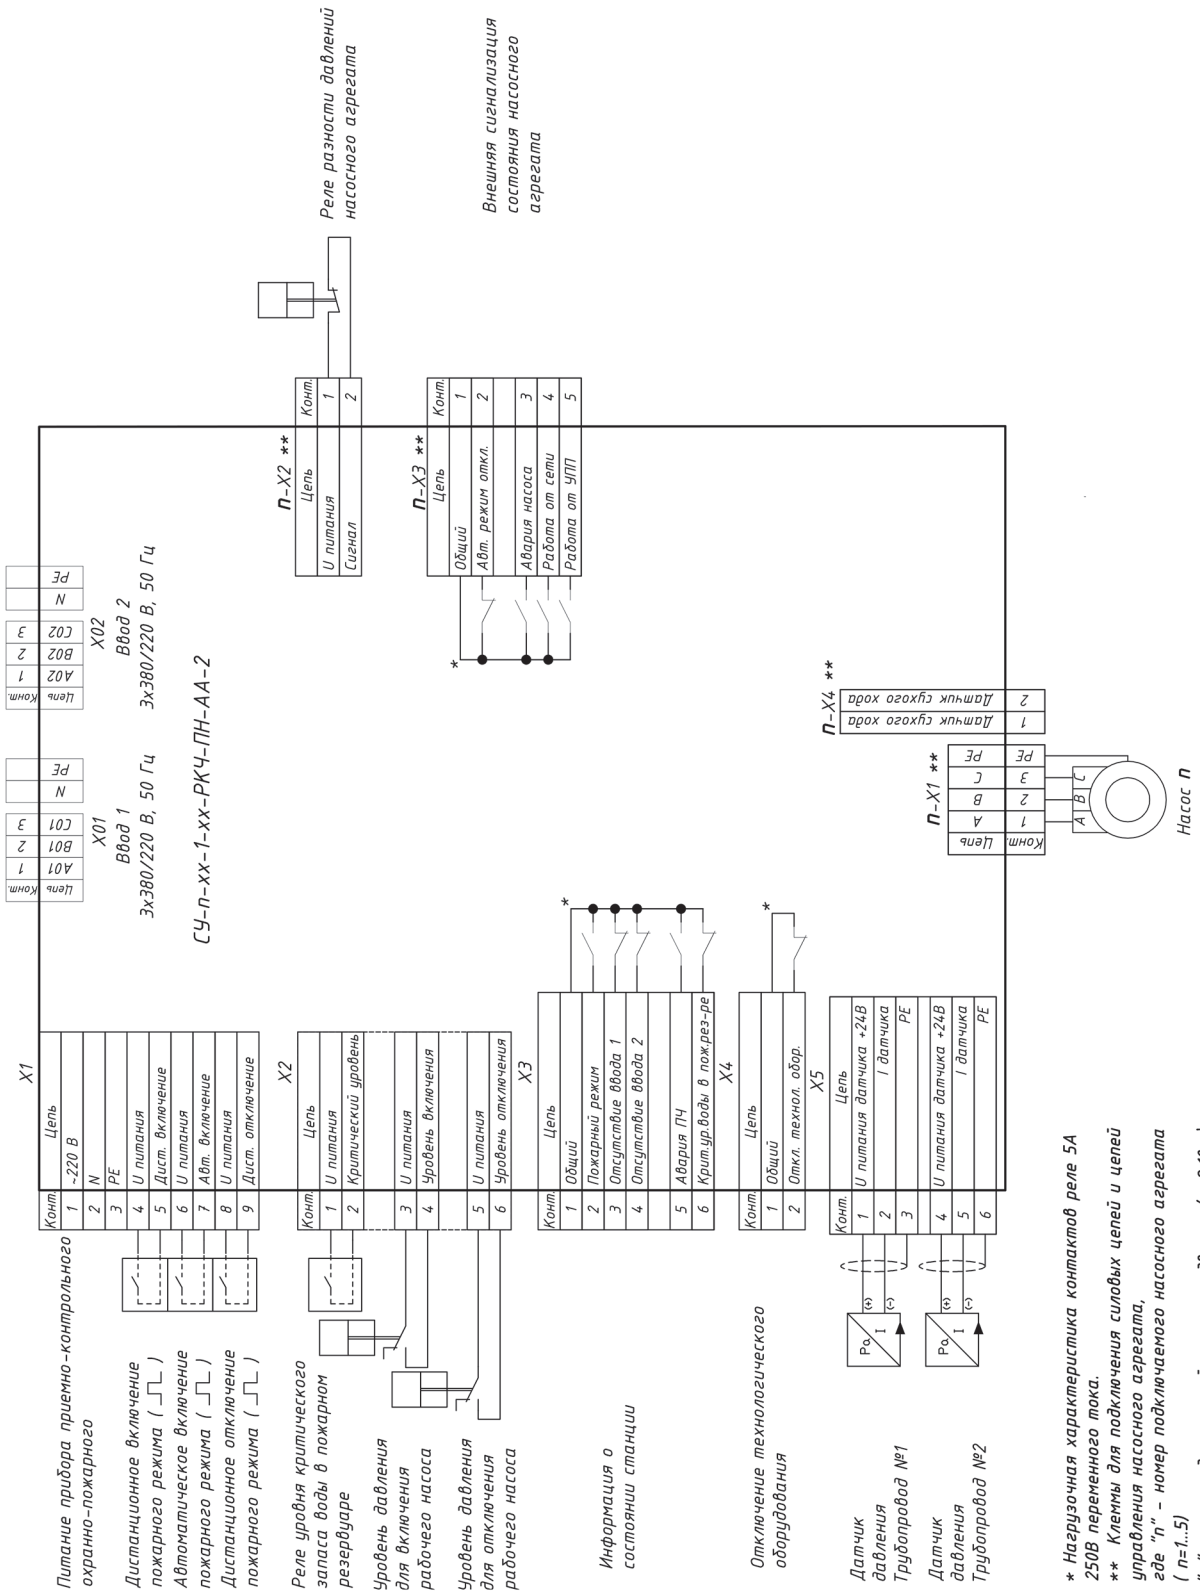 Питание прибора приемно-контрольного
охранно-пожарного
Дистанционное включение
пожарного режима ( )
Автоматическое включение
пожарного режима ( )
Дистанционное отключение
пожарного режима ( )
Реле уровня критического
запаса воды в пожарном
резервуаре
Уровень давления
для включения
рабочего насоса
Уровень давления
для отключения
рабочего насоса
Информация о
состоянии станции
Отключение технологического
оборудования
Датчик
давления
Трубопровод №1
Датчик
давления
Трубопровод №2
X1
Конт. Цепь
1 ~220 В
2 N
3 PE
4 U питания
5 Дист. включение
6 U питания
7 Авт. включение
8 U питания
9 Дист. отключение
X2
Конт. Цепь
1 U питания
2 Критический уровень
3 U питания
4 Уровень включения
5 U питания
6 Уровень отключения
X3
Конт. Цепь
1 Общий
2 Пожарный режим
3 Отсутствие ввода 1
4 Отсутствие ввода 2
5 Авария ПЧ
6 Крит.ур.воды в пож.рез-ре
*
X4
Конт. Цепь
1 Общий
2 Откл. технол. обор.
*
X5
Конт. Цепь
1 U питания датчика +24В
2 I датчика
3 PE
4 U питания датчика +24В
5 I датчика
6 PE
Pa I (+) (-)
Pa I (+) (-)
Конт. 1 2 3
Цепь A01 B01 C01 N PE
X01
Ввод 1
3x380/220 В, 50 Гц
Конт. 1 2 3
Цепь A02 B02 C02 N PE
X02
Ввод 2
3x380/220 В, 50 Гц
СУ-п-хх-1-хх-РКЧ-ПН-АА-2
п-X2 **
Цепь Конт.
U питания 1
Сигнал 2
Реле разности давлений
насосного агрегата
п-X3 **
Цепь Конт.
Общий 1
Авт. режим откл. 2
Авария насоса 3
Работа от сети 4
Работа от УПП 5
*
Внешняя сигнализация
состояния насосного
агрегата
п-X4 **
Датчик сухого хода 1
Датчик сухого хода 2
п-X1 **
Цепь A B C PE
Конт. 1 2 3 PE
A B C
Насос п
* Нагрузочная характеристика контактов реле 5А
250В переменного тока.
** Клеммы для подключения силовых цепей и цепей
управления насосного агрегата,
где "п" - номер подключаемого насосного агрегата
( п=1...5)